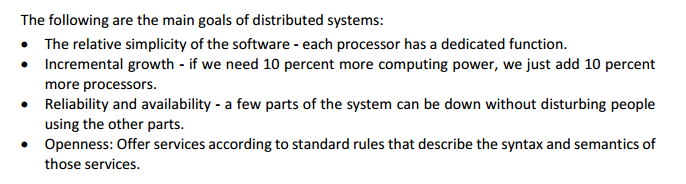 The following are the main goals of distributed systems:
• The relative simplicity of the software - each processor has a dedicated function.
• Incremental growth - if we need 10 percent more computing power, we just add 10 percent
more processors.
• Reliability and availability - a few parts of the system can be down without disturbing people
using the other parts.
• Openness: Offer services according to standard rules that describe the syntax and semantics of
those services.